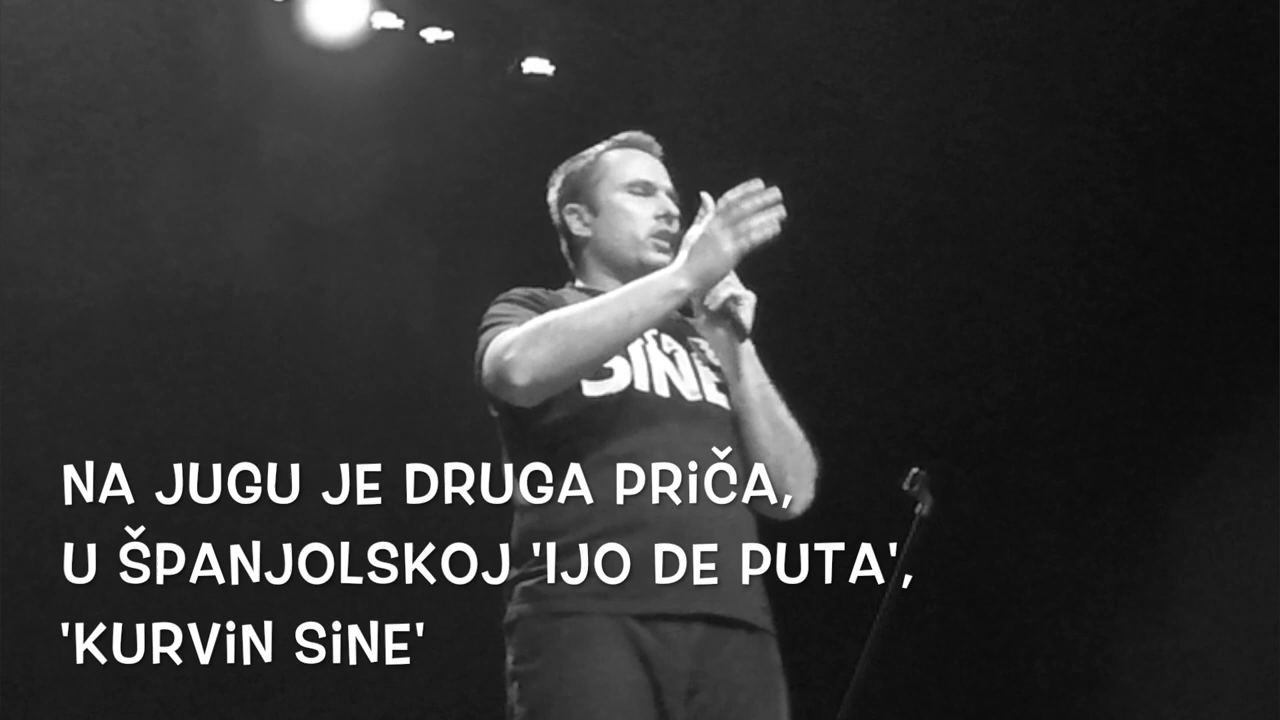 SINE
NA JUGU JE DRUGA PRIČA,
U ŠPANJOLSKOJ 'IJO DE PUTA',
'KURVIN SINE'